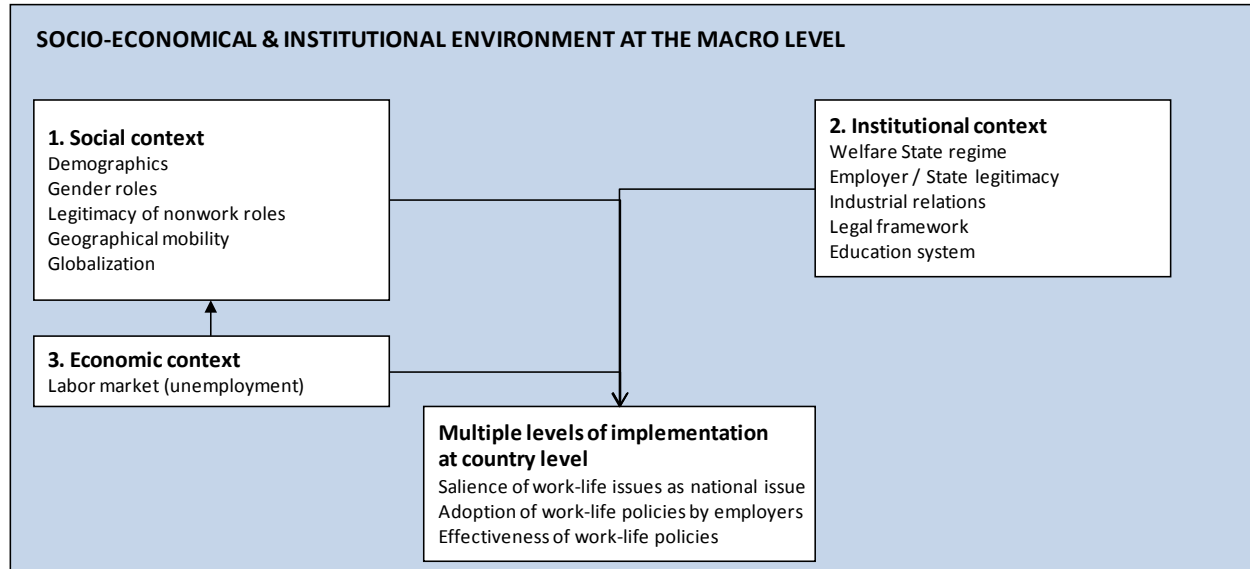 SOCIO-ECONOMICAL & INSTITUTIONAL ENVIRONMENT AT THE MACRO LEVEL
1. Social context
Demographics
Gender roles
Legitimacy of nonwork roles
Geographical mobility
Globalization
2. Institutional context
Welfare State regime
Employer / State legitimacy
Industrial relations
Legal framework
Education system
3. Economic context
Labor market (unemployment)
Multiple levels of implementation
at country level
Salience of work-life issues as national issue
Adoption of work-life policies by employers
Effectiveness of work-life policies